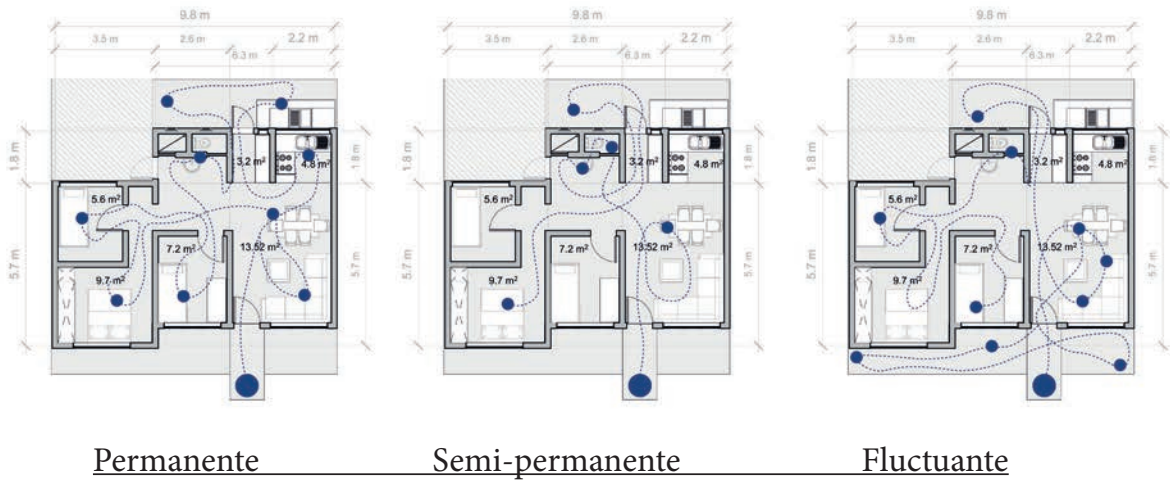 9.8 m 9.8 m 9.8 m
3.5 m 2.6 m 2.2 m 3.5 m 2.6 m 2.2 m 3.5 m 2.6 m 2.2 m
6.3 m 6.3 m 6.3 m
1.8 m 3.2 m² 4.8 m² 1.8 m 1.8 m 3.2 m² 4.8 m² 1.8 m 1.8 m 3.2 m² 4.8 m² 1.8 m
5.6 m² 5.6 m² 5.6 m²
5.7 m 7.2 m² 13.52 m² 5.7 m 5.7 m 7.2 m² 13.52 m² 5.7 m 5.7 m 7.2 m² 13.52 m² 5.7 m
9.7 m² 9.7 m² 9.7 m²
Permanente Semi-permanente Fluctuante